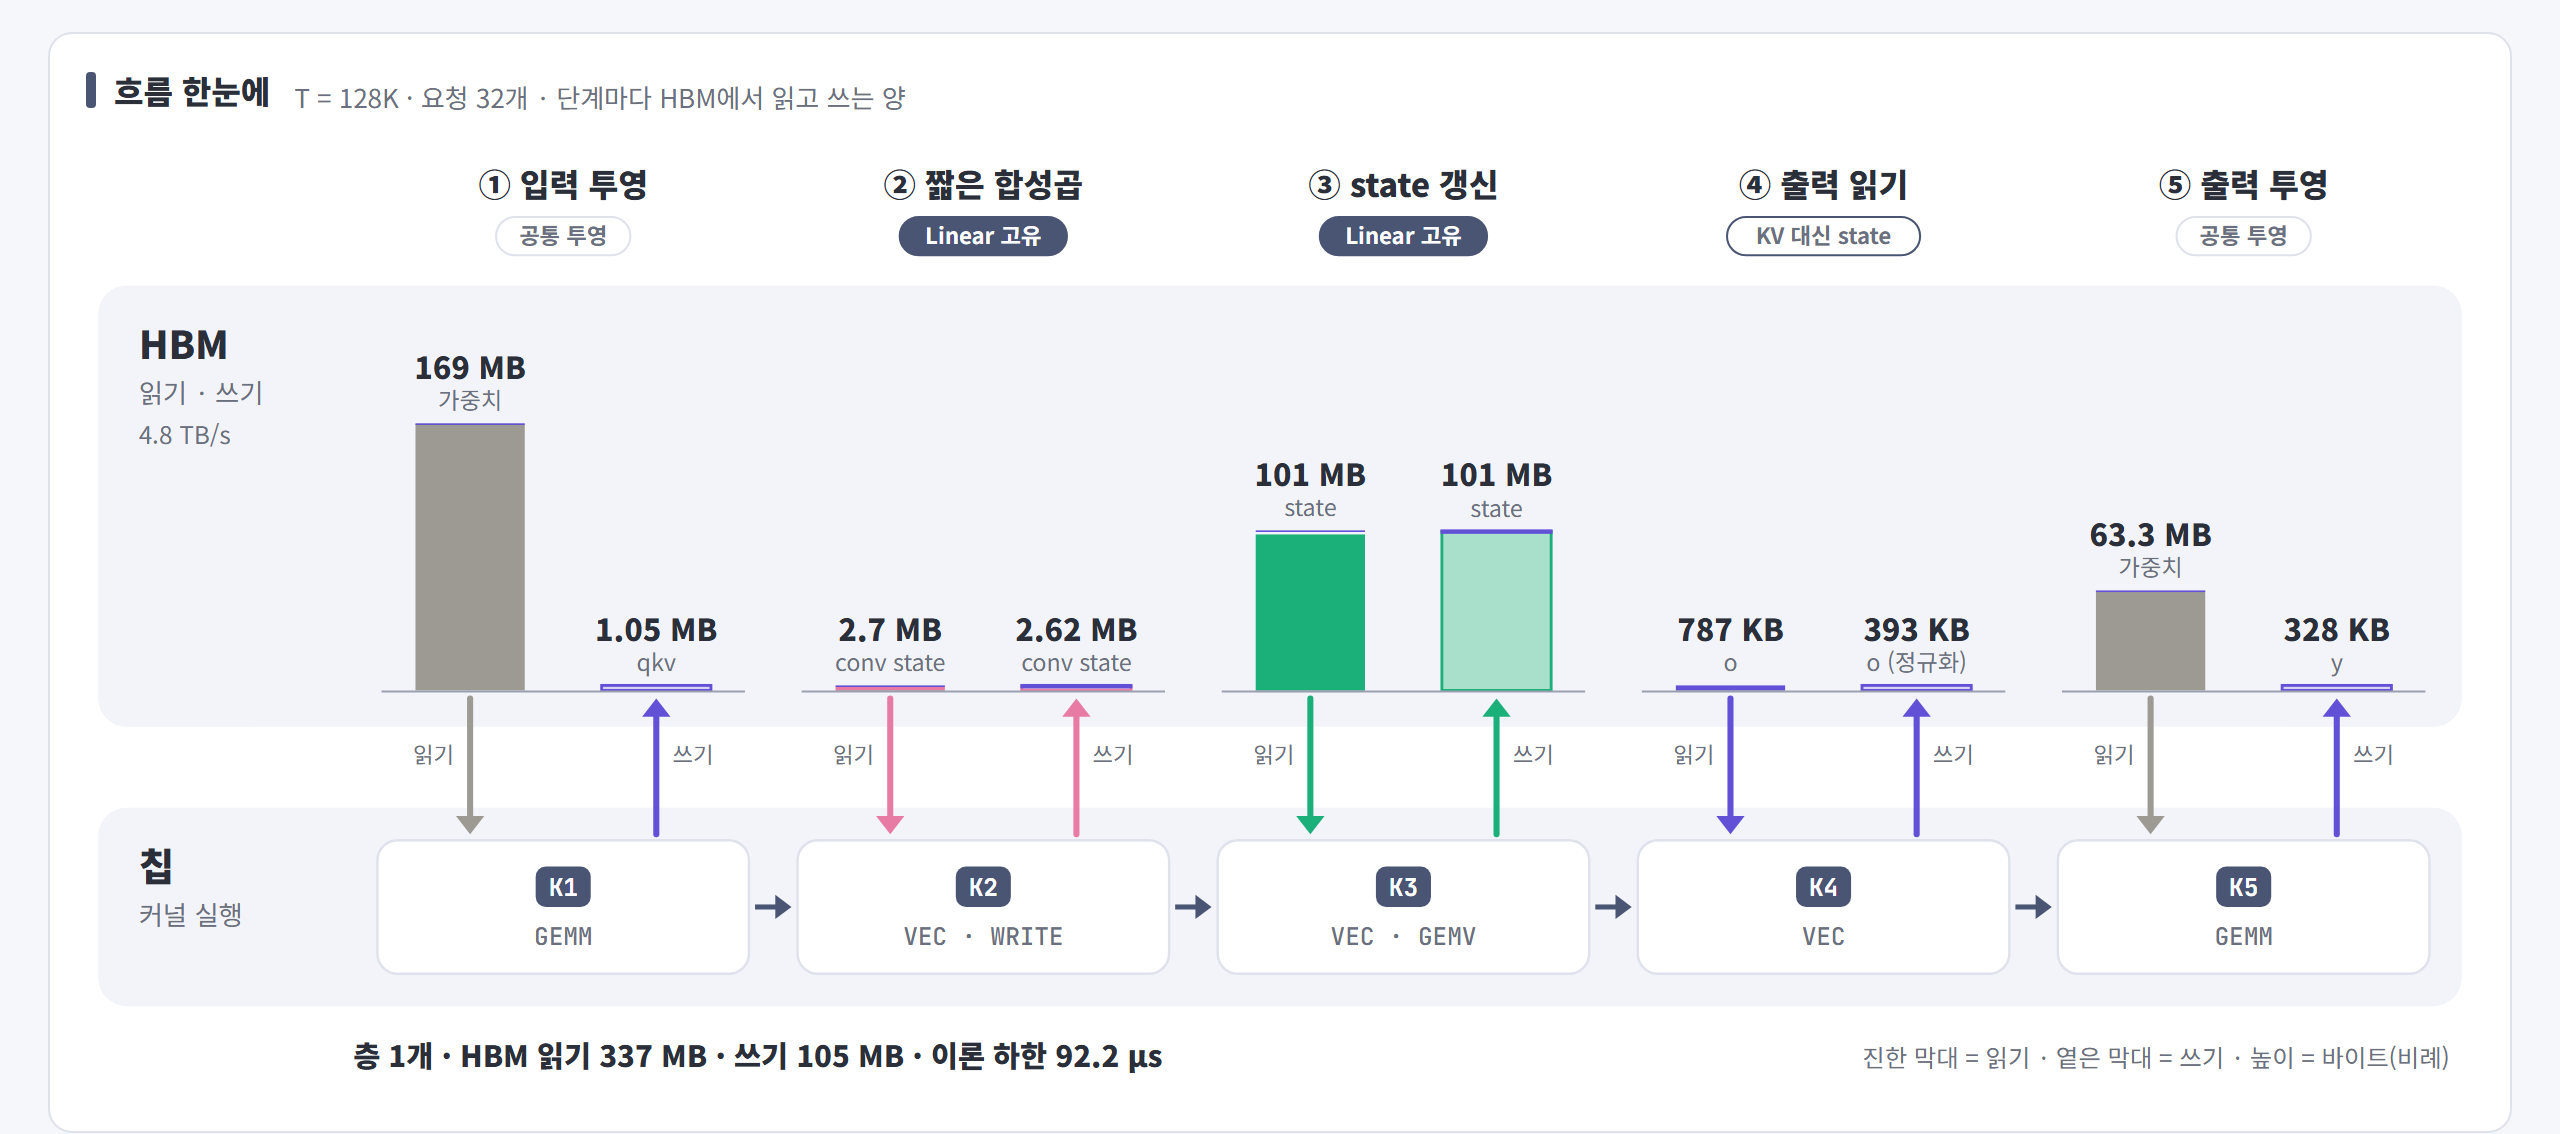 흐름 한눈에 T = 128K · 요청 32개 · 단계마다 HBM에서 읽고 쓰는 양
① 입력 투영
공통 투영
② 짧은 합성곱
Linear 고유
③ state 갱신
Linear 고유
④ 출력 읽기
KV 대신 state
⑤ 출력 투영
공통 투영
HBM
읽기 · 쓰기
4.8 TB/s
169 MB
가중치
1.05 MB
qkv
2.7 MB
conv state
2.62 MB
conv state
101 MB
state
101 MB
state
787 KB
o
393 KB
o (정규화)
63.3 MB
가중치
328 KB
y
읽기 쓰기 읽기 쓰기 읽기 쓰기 읽기 쓰기 읽기 쓰기
칩
커널 실행
K1
GEMM
K2
VEC · WRITE
K3
VEC · GEMV
K4
VEC
K5
GEMM
층 1개 · HBM 읽기 337 MB · 쓰기 105 MB · 이론 하한 92.2 µs
진한 막대 = 읽기 · 옅은 막대 = 쓰기 · 높이 = 바이트(비례)